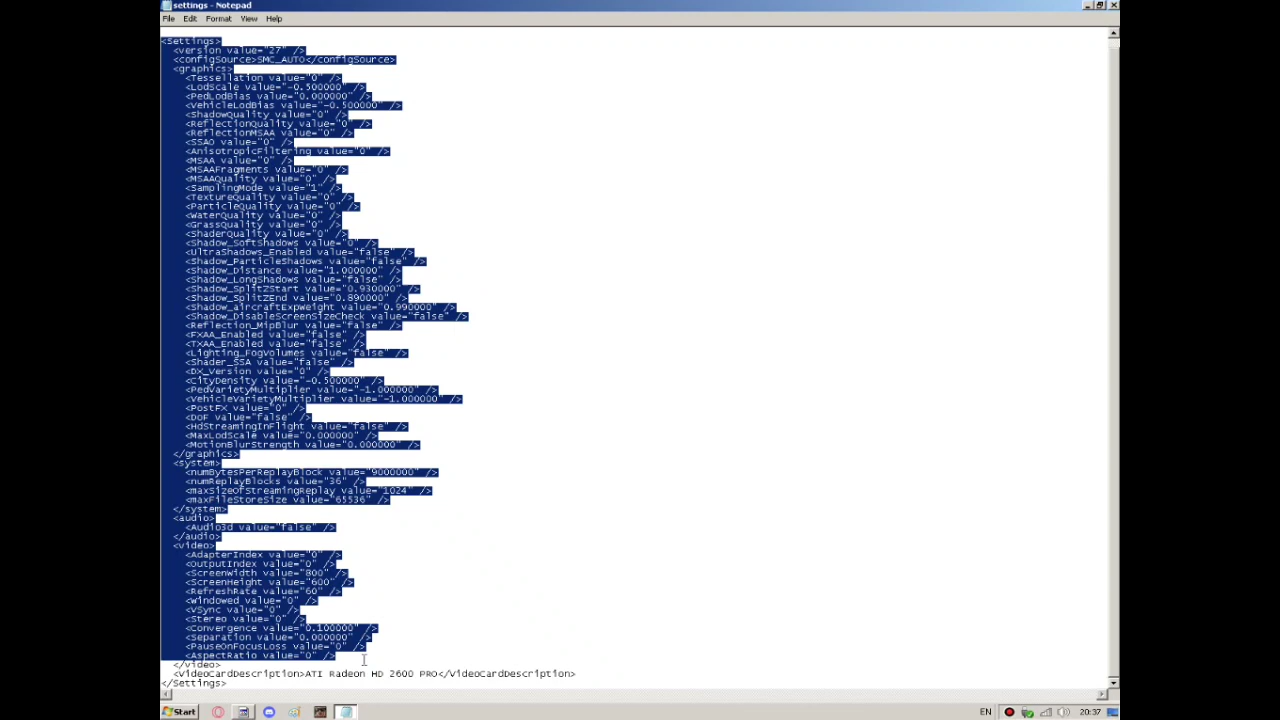 settings - Notepad
File Edit Format View Help
<Settings>
<version value="27" />
<configSource>SMC_AUTO</configSource>
<graphics>
<Tessellation value="0" />
<LodScale value="-0.500000" />
<PedLodBias value="0.000000" />
<VehicleLodBias value="-0.500000" />
<ShadowQuality value="0" />
<ReflectionQuality value="0" />
<ReflectionMSAA value="0" />
<SSAO value="0" />
<AnisotropicFiltering value="0" />
<MSAA value="0" />
<MSAAFragments value="0" />
<MSAAQuality value="0" />
<SamplingMode value="1" />
<TextureQuality value="0" />
<ParticleQuality value="0" />
<WaterQuality value="0" />
<GrassQuality value="0" />
<ShaderQuality value="0" />
<Shadow_SoftShadows value="0" />
<UltraShadows_Enabled value="false" />
<Shadow_ParticleShadows value="false" />
<Shadow_Distance value="1.000000" />
<Shadow_LongShadows value="false" />
<Shadow_SplitZStart value="0.930000" />
<Shadow_SplitZEnd value="0.890000" />
<Shadow_aircraftExpWeight value="0.990000" />
<Shadow_DisableScreenSizeCheck value="false" />
<Reflection_MipBlur value="false" />
<FXAA_Enabled value="false" />
<TXAA_Enabled value="false" />
<Lighting_FogVolumes value="false" />
<Shader_SSA value="false" />
<DX_Version value="0" />
<CityDensity value="-0.500000" />
<PedVarietyMultiplier value="-1.000000" />
<VehicleVarietyMultiplier value="-1.000000" />
<PostFX value="0" />
<DoF value="false" />
<HdStreamingInFlight value="false" />
<MaxLodScale value="0.000000" />
<MotionBlurStrength value="0.000000" />
</graphics>
<system>
<numBytesPerReplayBlock value="9000000" />
<numReplayBlocks value="36" />
<maxSizeOfStreamingReplay value="1024" />
<maxFileStoreSize value="65536" />
</system>
<audio>
<Audio3d value="false" />
</audio>
<video>
<AdapterIndex value="0" />
<OutputIndex value="0" />
<ScreenWidth value="800" />
<ScreenHeight value="600" />
<RefreshRate value="60" />
<Windowed value="0" />
<VSync value="0" />
<Stereo value="0" />
<Convergence value="0.100000" />
<Separation value="0.000000" />
<PauseOnFocusLoss value="0" />
<AspectRatio value="0" />
</video>
<VideoCardDescription>ATI Radeon HD 2600 PRO</VideoCardDescription>
</Settings>
Start EN 20:37